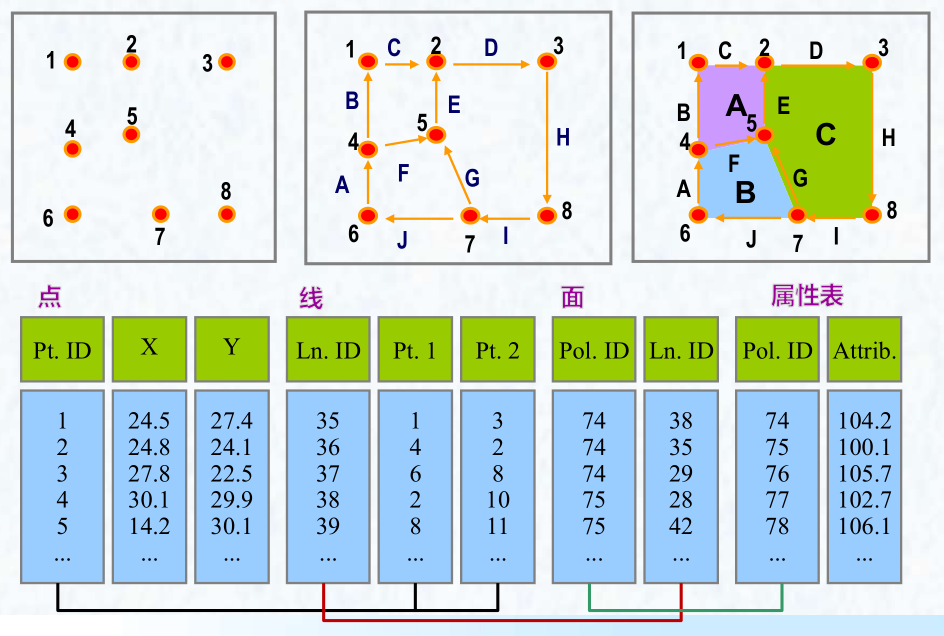 1 2 3
4 5
6 7 8
1 C 2 D 3
B E
4 5 H
A F G
6 J 7 I 8
1 C 2 D 3
B A E C
4 5 H
A F B G
6 J 7 I 8
点 线 面 属性表
Pt. ID X Y Ln. ID Pt. 1 Pt. 2 Pol. ID Ln. ID Pol. ID Attrib.
1 24.5 27.4 35 1 3 74 38 74 104.2
2 24.8 24.1 36 4 2 74 35 75 100.1
3 27.8 22.5 37 6 8 74 29 76 105.7
4 30.1 29.9 38 2 10 75 28 77 102.7
5 14.2 30.1 39 8 11 75 42 78 106.1
... ... ... ... ... ... ... ... ... ...